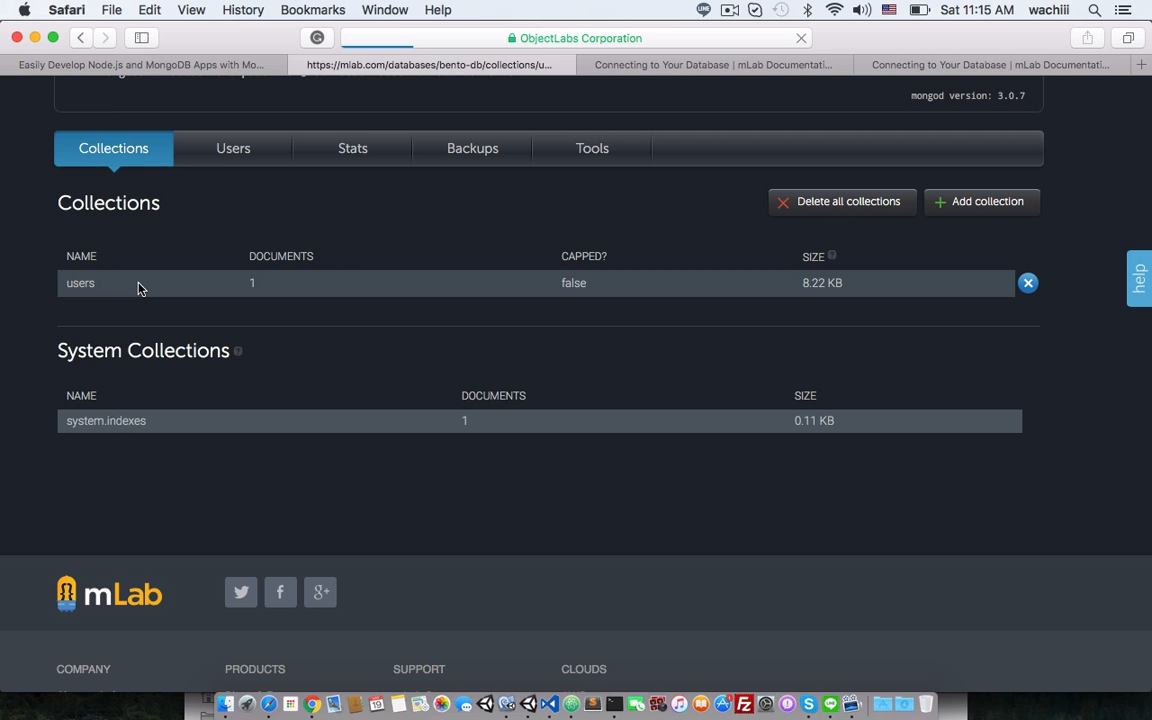 Safari File Edit View History Bookmarks Window Help Sat 11:15 AM wachiii
ObjectLabs Corporation
Easily Develop Node.js and MongoDB Apps with Mo... https://mlab.com/databases/bento-db/collections/u... Connecting to Your Database | mLab Documentati... Connecting to Your Database | mLab Documentati...
mongod version: 3.0.7
Collections Users Stats Backups Tools
Collections Delete all collections Add collection
NAME DOCUMENTS CAPPED? SIZE
users 1 false 8.22 KB
help
System Collections
NAME DOCUMENTS SIZE
system.indexes 1 0.11 KB
mLab
COMPANY PRODUCTS SUPPORT CLOUDS